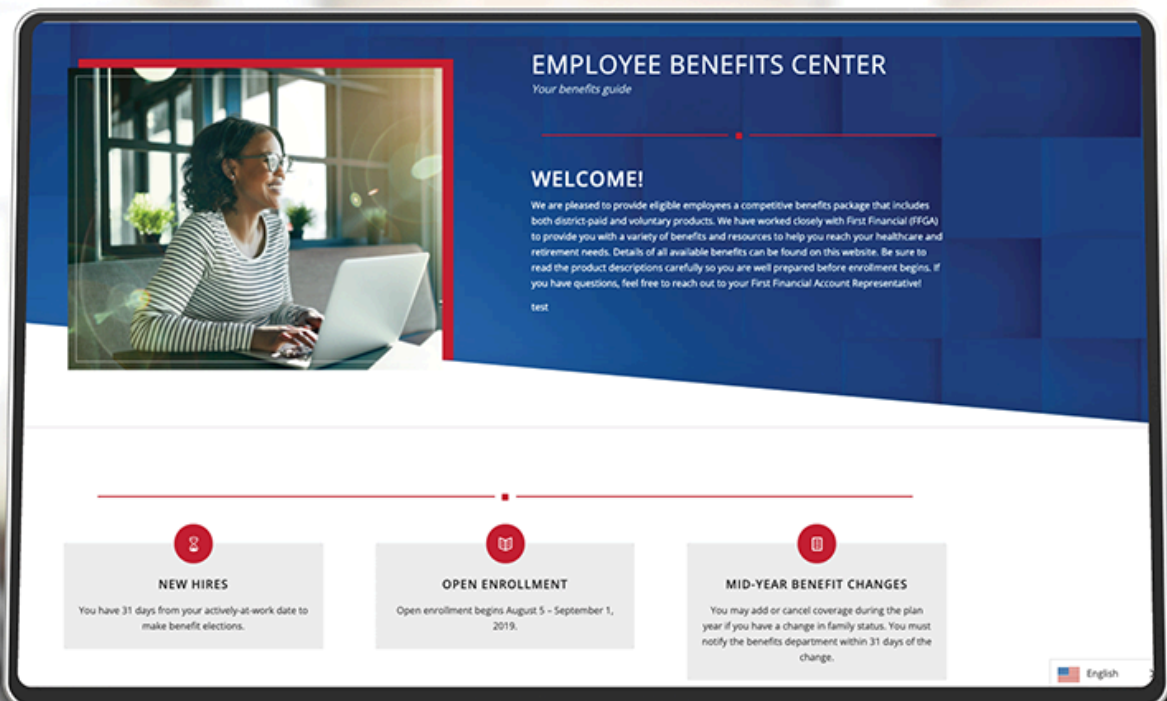 EMPLOYEE BENEFITS CENTER
Your benefits guide
WELCOME!
We are pleased to provide eligible employees a competitive benefits package that includes
both district-paid and voluntary products. We have worked closely with First Financial (FFGA)
to provide you with a variety of benefits and resources to help you reach your healthcare and
retirement needs. Details of all available benefits can be found on this website. Be sure to
read the product descriptions carefully so you are well prepared before enrollment begins. If
you have questions, feel free to reach out to your First Financial Account Representative!
test
NEW HIRES
You have 31 days from your actively-at-work date to
make benefit elections.
OPEN ENROLLMENT
Open enrollment begins August 5 – September 1,
2019.
MID-YEAR BENEFIT CHANGES
You may add or cancel coverage during the plan
year if you have a change in family status. You must
notify the benefits department within 31 days of the
change.
English